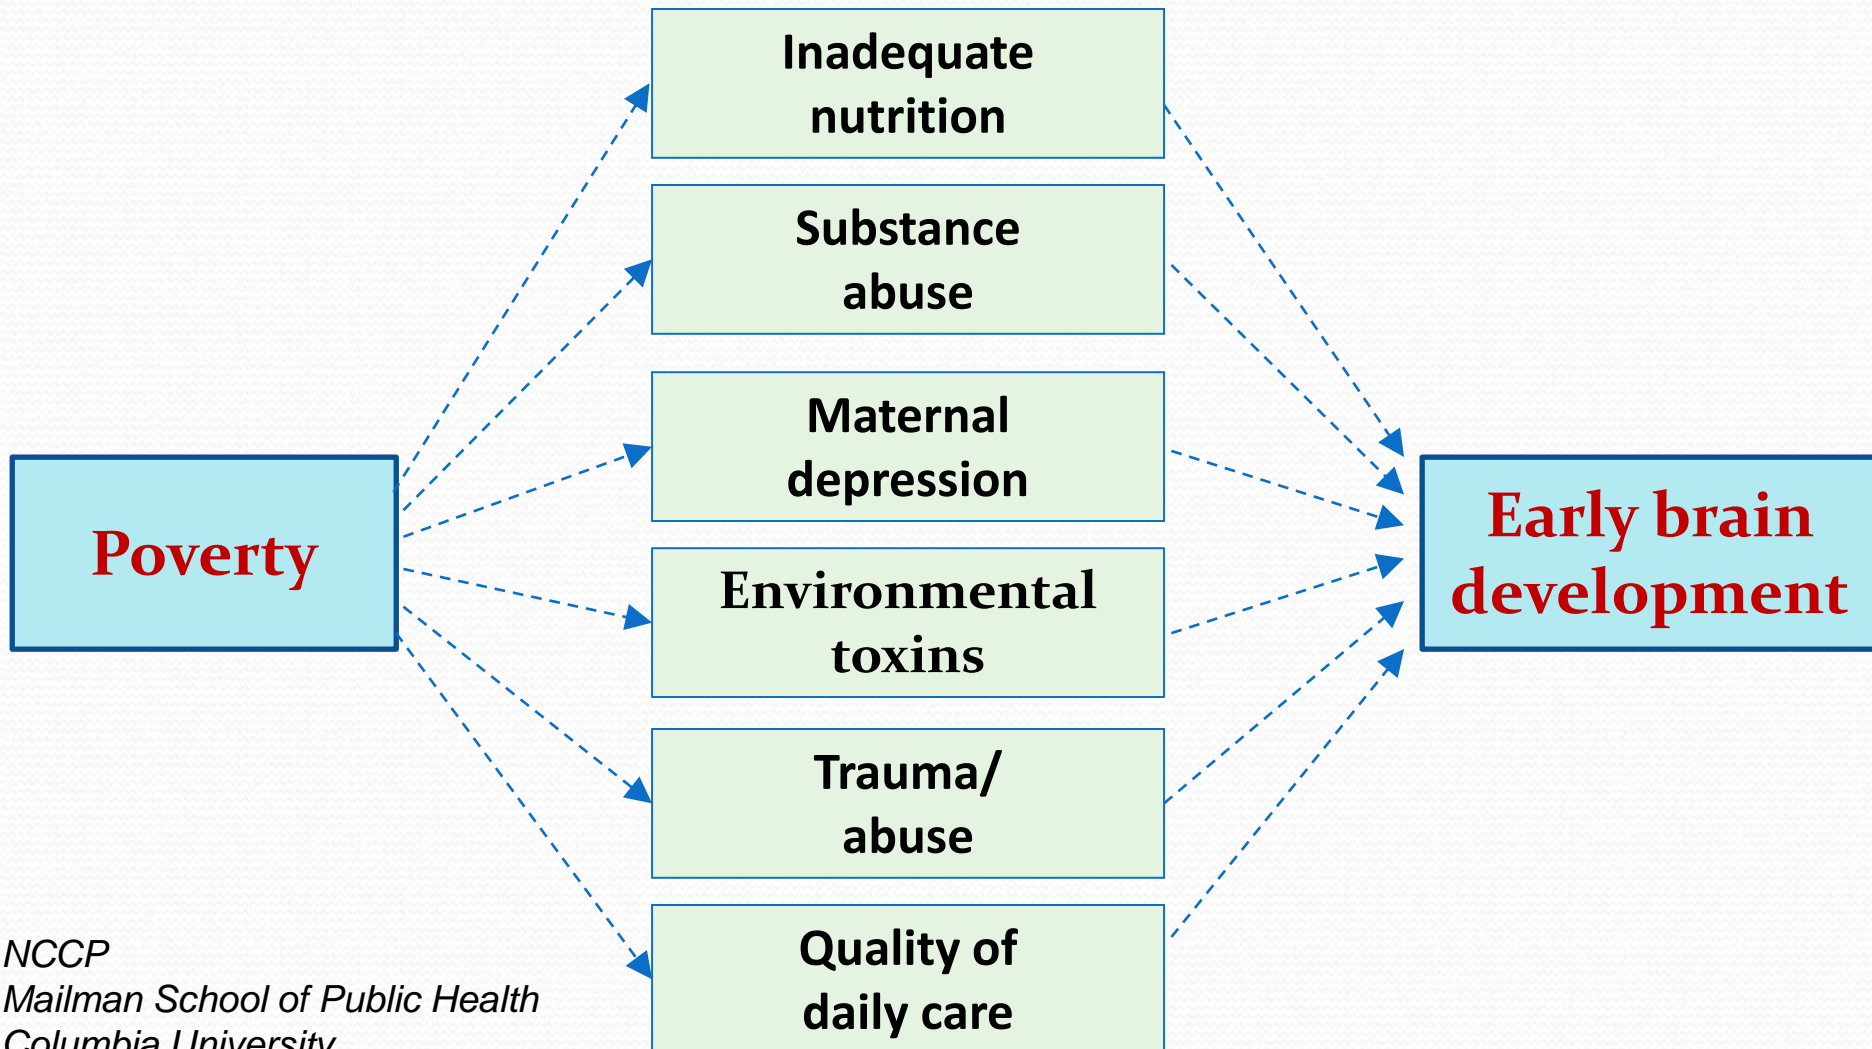 Inadequate
nutrition
Substance
abuse
Maternal
depression
Poverty
Early brain
development
Environmental
toxins
Trauma/
abuse
Quality of
daily care
NCCP
Mailman School of Public Health
Columbia University